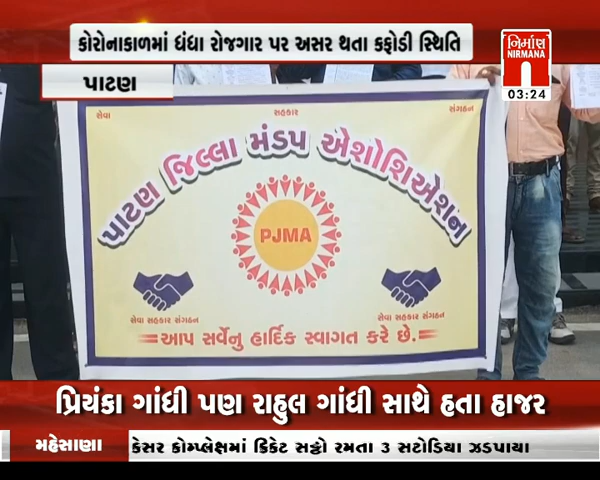 કોરોનાકાળમાં ધંધા રોજગાર પર અસર થતા કફોડી સ્થિતિ
પાટણ
નિર્માણ
NIRMANA
03:24
સેવા
સહકાર
સંગઠન
પાટણ જિલ્લા મંડપ એશોશિએશન
PJMA
સેવા સહકાર સંગઠન
સેવા સહકાર સંગઠન
આપ સર્વેનુ હાર્દિક સ્વાગત કરે છે.
પ્રિયંકા ગાંધી પણ રાહુલ ગાંધી સાથે હતા હાજર
મહેસાણા
કેસર કોમ્પ્લેક્ષમાં ક્રિકેટ સટ્ટો રમતા 3 સટોડિયા ઝડપાયા